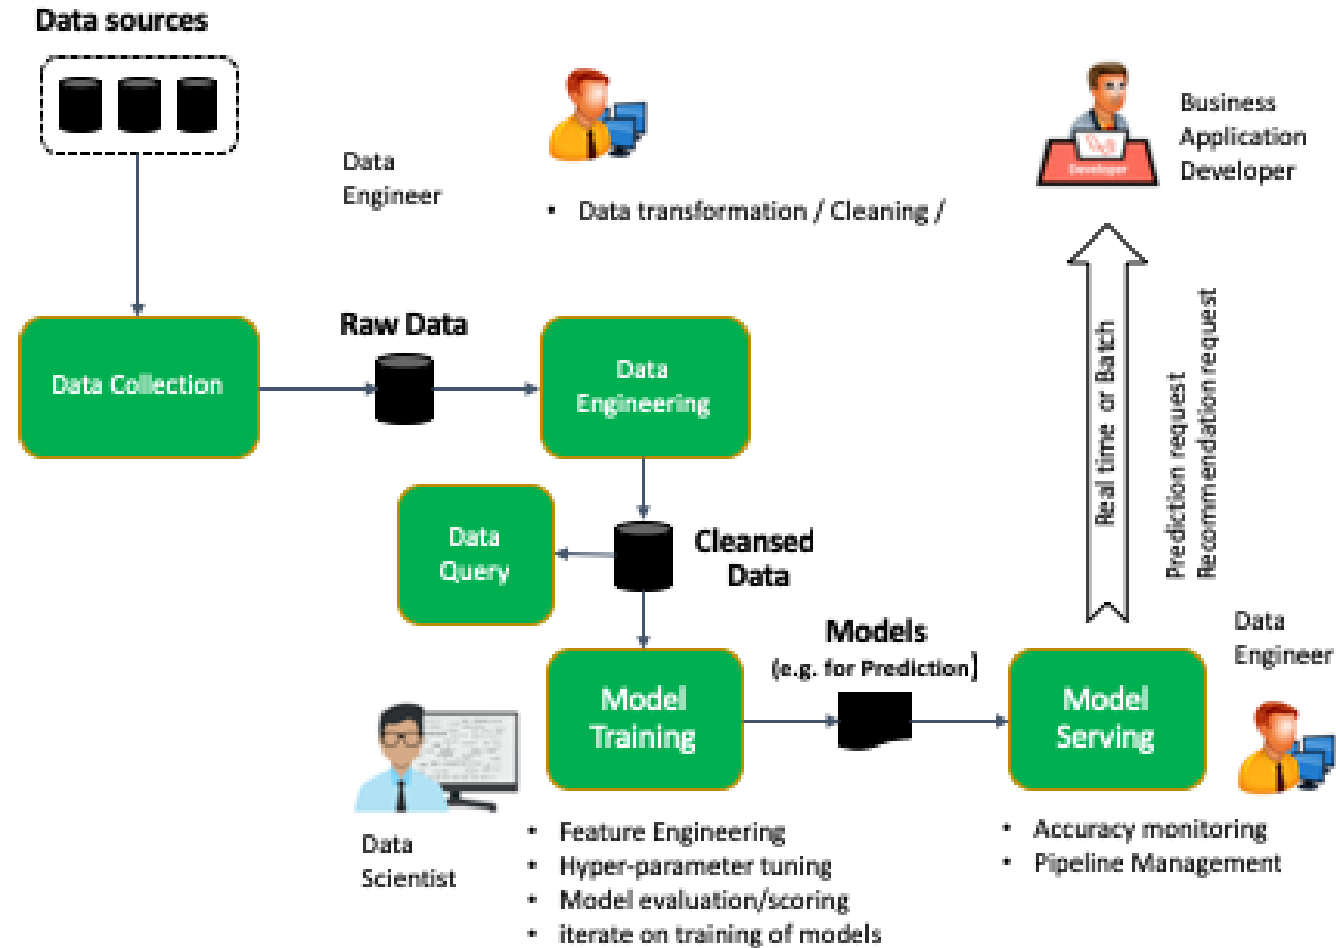 Data sources
Data
Engineer
• Data transformation / Cleaning /
Developer
Business
Application
Developer
Data Collection
Raw Data
Data
Engineering
Real time or Batch
Prediction request
Recommendation request
Data
Query
Cleansed
Data
Models
(e.g. for Prediction)
Model
Training
Model
Serving
Data
Engineer
Data
Scientist
• Feature Engineering
• Hyper-parameter tuning
• Model evaluation/scoring
• iterate on training of models
• Accuracy monitoring
• Pipeline Management